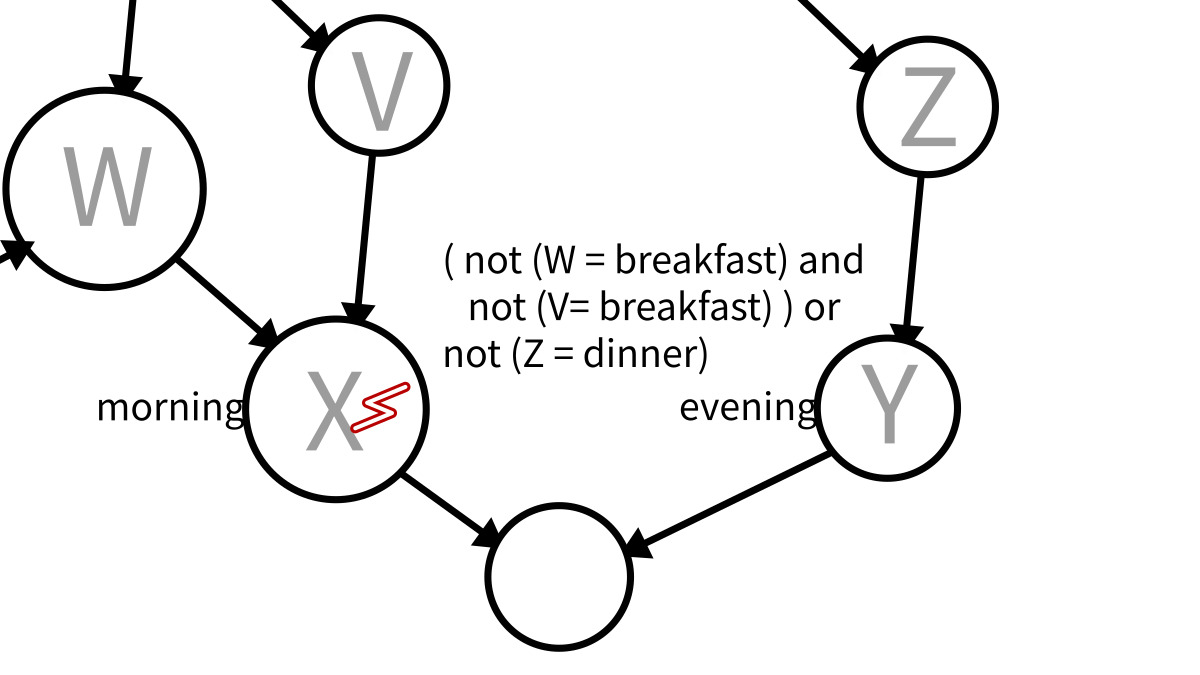 V
Z
W
( not (W = breakfast) and
not (V= breakfast) ) or
not (Z = dinner)
morning
X
evening
Y